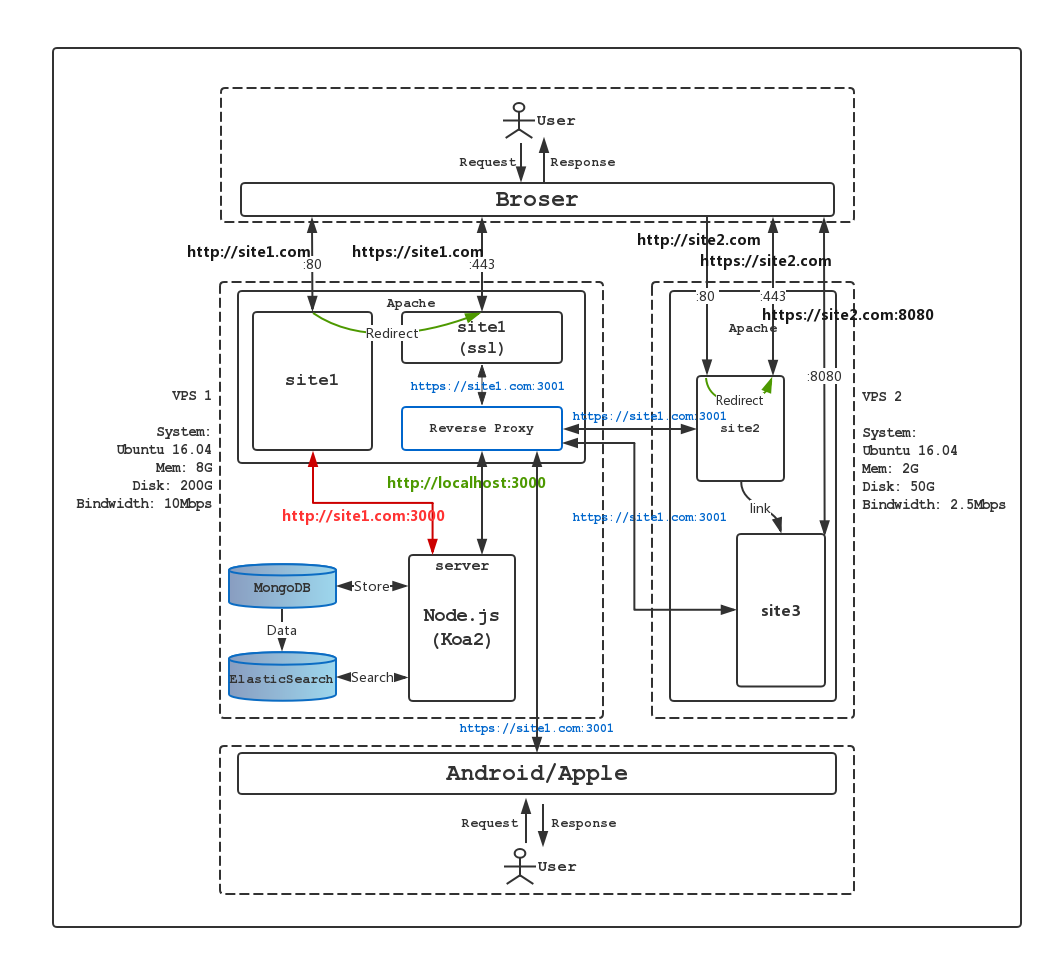 User
Request
Response
Broser
http://site1.com
:80
https://site1.com
:443
http://site2.com
https://site2.com
:80
:443
https://site2.com:8080
:8080
Apache
site1
Redirect
site1
(ssl)
https://site1.com:3001
Reverse Proxy
Apache
Redirect
site2
https://site1.com:3001
VPS 1
System:
Ubuntu 16.04
Mem: 8G
Disk: 200G
Bindwidth: 10Mbps
VPS 2
System:
Ubuntu 16.04
Mem: 2G
Disk: 50G
Bindwidth: 2.5Mbps
http://localhost:3000
http://site1.com:3000
https://site1.com:3001
link
site3
server
Node.js
(Koa2)
MongoDB
Store
Data
ElasticSearch
Search
https://site1.com:3001
Android/Apple
Request
Response
User